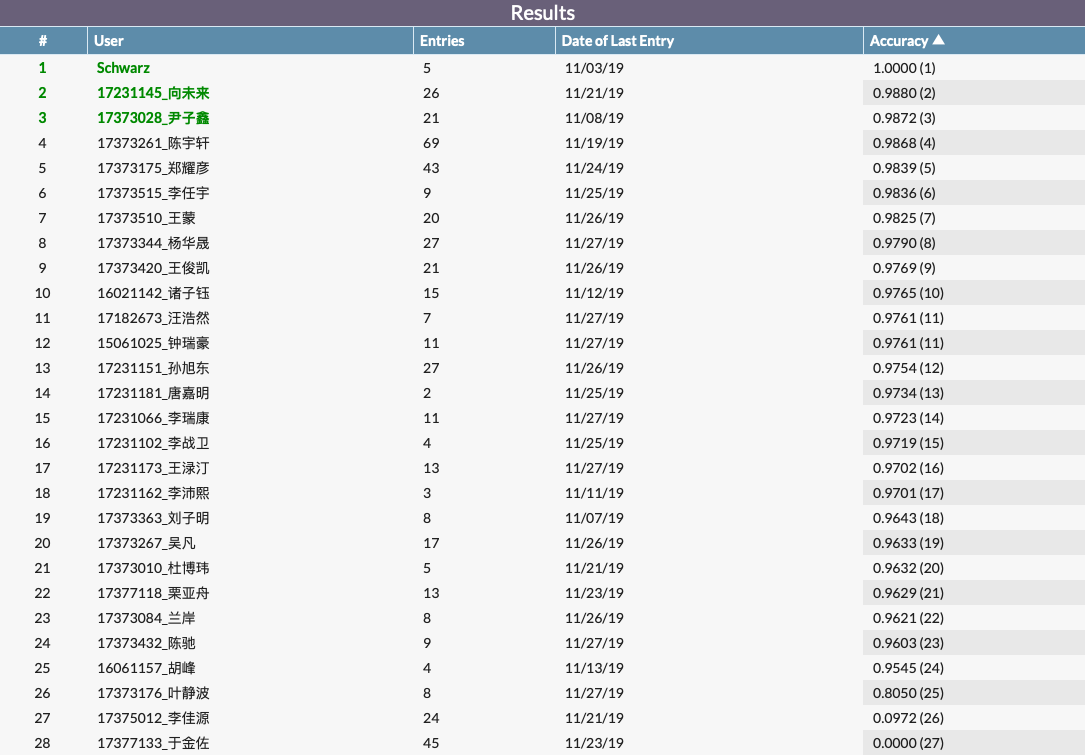 Results
# User Entries Date of Last Entry Accuracy ▲
1 Schwarz 5 11/03/19 1.0000 (1)
2 17231145_向未来 26 11/21/19 0.9880 (2)
3 17373028_尹子鑫 21 11/08/19 0.9872 (3)
4 17373261_陈宇轩 69 11/19/19 0.9868 (4)
5 17373175_郑耀彦 43 11/24/19 0.9839 (5)
6 17373515_李任宇 9 11/25/19 0.9836 (6)
7 17373510_王蒙 20 11/26/19 0.9825 (7)
8 17373344_杨华晟 27 11/27/19 0.9790 (8)
9 17373420_王俊凯 21 11/26/19 0.9769 (9)
10 16021142_诸子钰 15 11/12/19 0.9765 (10)
11 17182673_汪浩然 7 11/27/19 0.9761 (11)
12 15061025_钟瑞豪 11 11/27/19 0.9761 (11)
13 17231151_孙旭东 27 11/26/19 0.9754 (12)
14 17231181_唐嘉明 2 11/25/19 0.9734 (13)
15 17231066_李瑞康 11 11/27/19 0.9723 (14)
16 17231102_李战卫 4 11/25/19 0.9719 (15)
17 17231173_王渌汀 13 11/27/19 0.9702 (16)
18 17231162_李沛熙 3 11/11/19 0.9701 (17)
19 17373363_刘子明 8 11/07/19 0.9643 (18)
20 17373267_吴凡 17 11/26/19 0.9633 (19)
21 17373010_杜博玮 5 11/21/19 0.9632 (20)
22 17377118_栗亚舟 13 11/23/19 0.9629 (21)
23 17373084_兰岸 8 11/26/19 0.9621 (22)
24 17373432_陈驰 9 11/27/19 0.9603 (23)
25 16061157_胡峰 4 11/13/19 0.9545 (24)
26 17373176_叶静波 8 11/27/19 0.8050 (25)
27 17375012_李佳源 24 11/21/19 0.0972 (26)
28 17377133_于金佐 45 11/23/19 0.0000 (27)